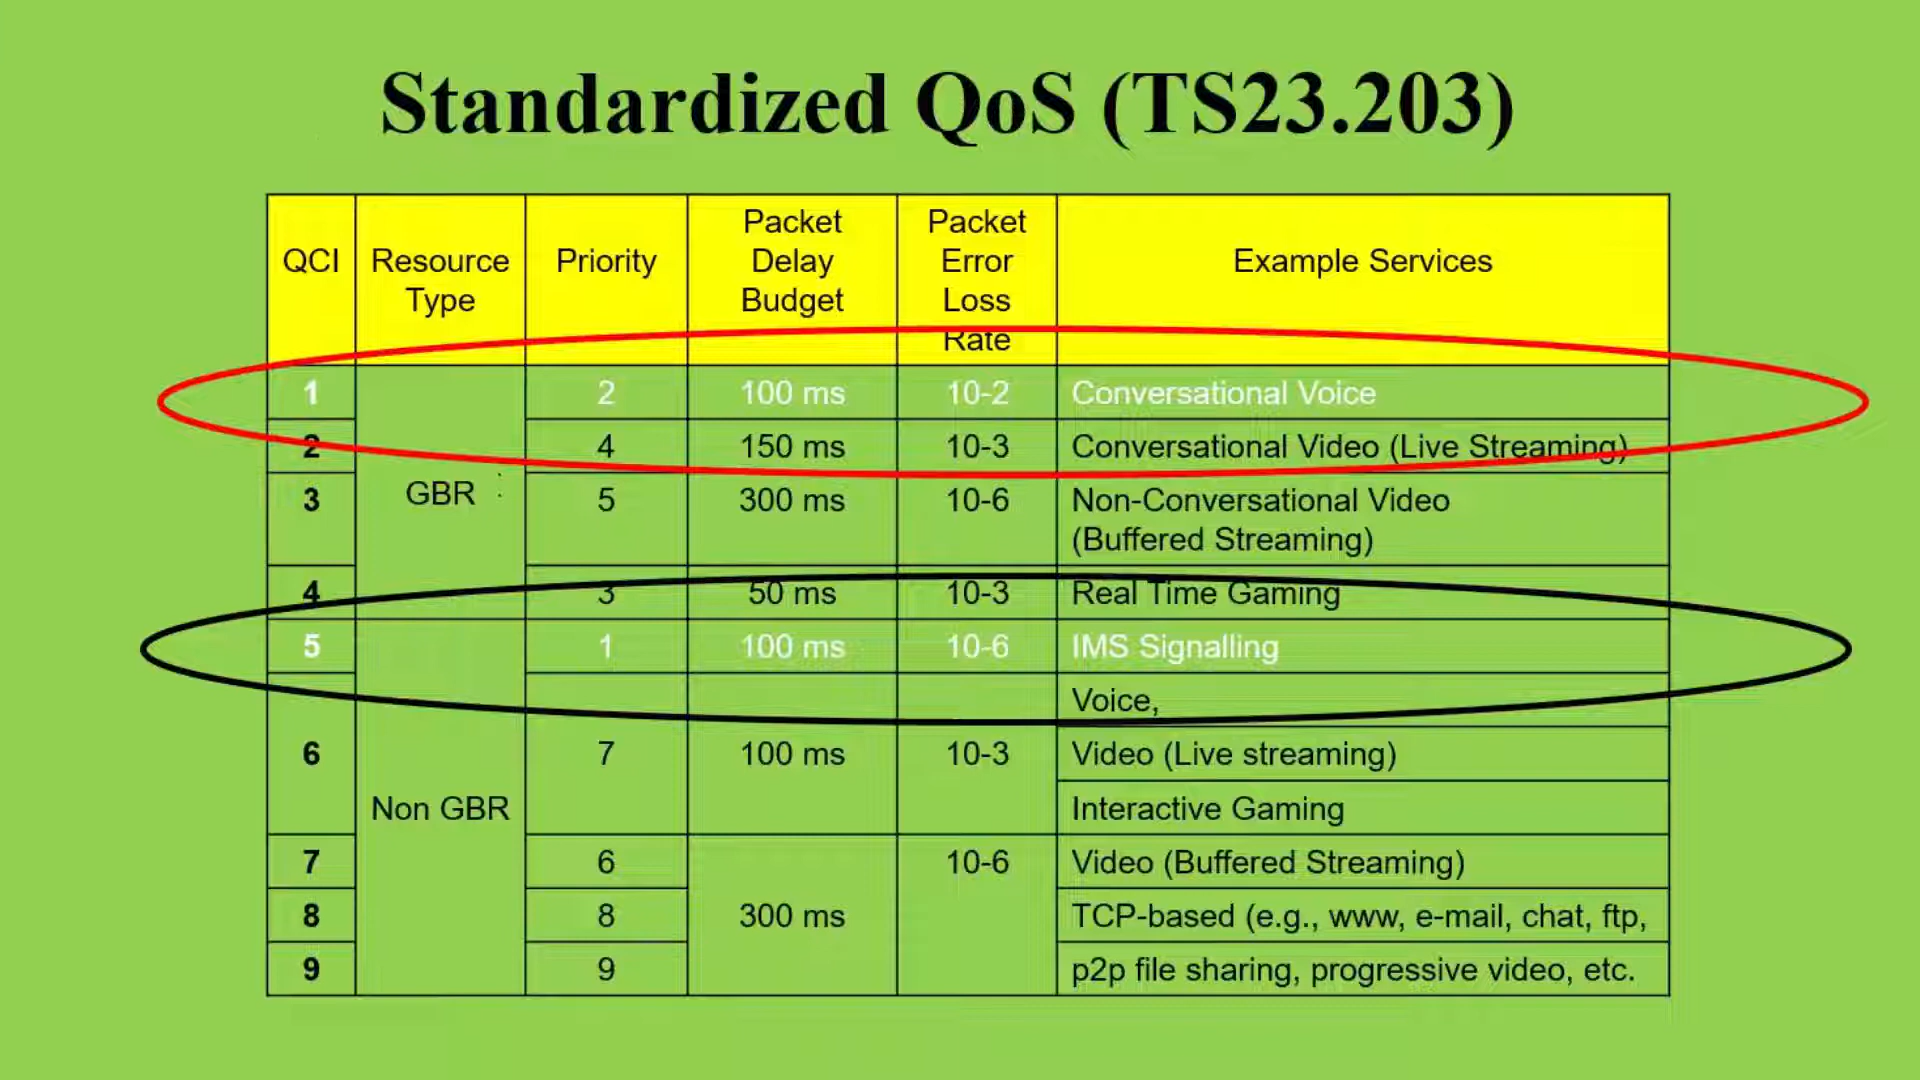 Standardized QoS (TS23.203)
QCI Resource Type Priority Packet Delay Budget Packet Error Loss Rate Example Services
1 2 100 ms 10-2 Conversational Voice
2 4 150 ms 10-3 Conversational Video (Live Streaming)
GBR
3 5 300 ms 10-6 Non-Conversational Video
(Buffered Streaming)
4 3 50 ms 10-3 Real Time Gaming
5 1 100 ms 10-6 IMS Signalling
Voice,
6 7 100 ms 10-3 Video (Live streaming)
Non GBR Interactive Gaming
7 6 10-6 Video (Buffered Streaming)
8 8 300 ms TCP-based (e.g., www, e-mail, chat, ftp,
9 9 p2p file sharing, progressive video, etc.